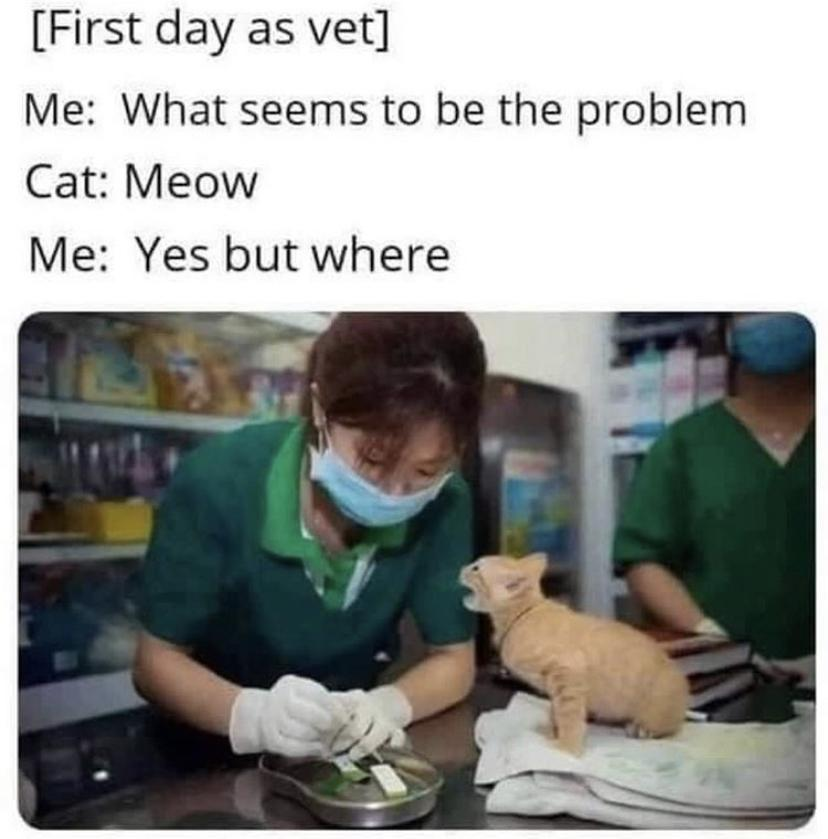 [First day as vet]
Me: What seems to be the problem
Cat: Meow
Me: Yes but where